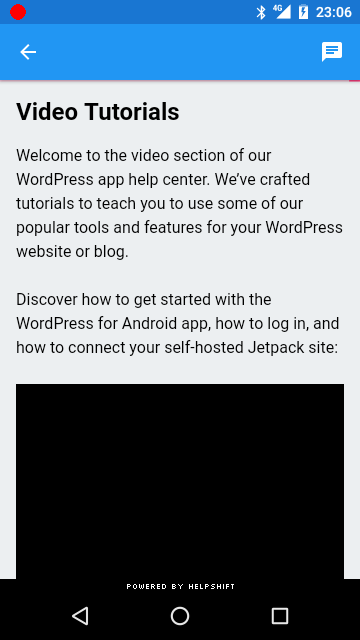 4G 23:06
Video Tutorials
Welcome to the video section of our
WordPress app help center. We’ve crafted
tutorials to teach you to use some of our
popular tools and features for your WordPress
website or blog.
Discover how to get started with the
WordPress for Android app, how to log in, and
how to connect your self-hosted Jetpack site:
POWERED BY HELPSHIFT